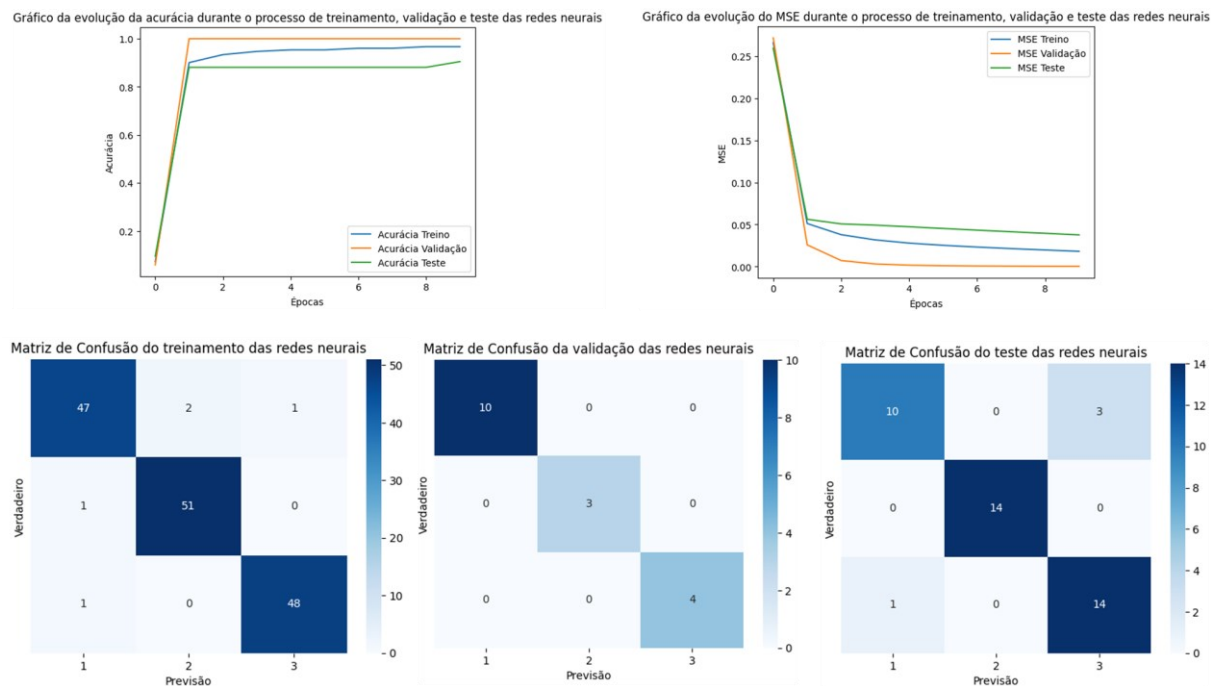 Gráfico da evolução da acurácia durante o processo de treinamento, validação e teste das redes neurais
1.0
0.8
0.6
0.4
0.2
Acurácia
0 2 4 6 8
Épocas
Acurácia Treino
Acurácia Validação
Acurácia Teste
Gráfico da evolução do MSE durante o processo de treinamento, validação e teste das redes neurais
0.25
0.20
0.15
0.10
0.05
0.00
MSE
0 2 4 6 8
Épocas
MSE Treino
MSE Validação
MSE Teste
Matriz de Confusão do treinamento das redes neurais
47 2 1
1 51 0
1 0 48
Verdadeiro
1 2 3
Previsão
50
40
30
20
10
0
Matriz de Confusão da validação das redes neurais
10 0 0
0 3 0
0 0 4
Verdadeiro
1 2 3
Previsão
10
8
6
4
2
0
Matriz de Confusão do teste das redes neurais
10 0 3
0 14 0
1 0 14
Verdadeiro
1 2 3
Previsão
14
12
10
8
6
4
2
0